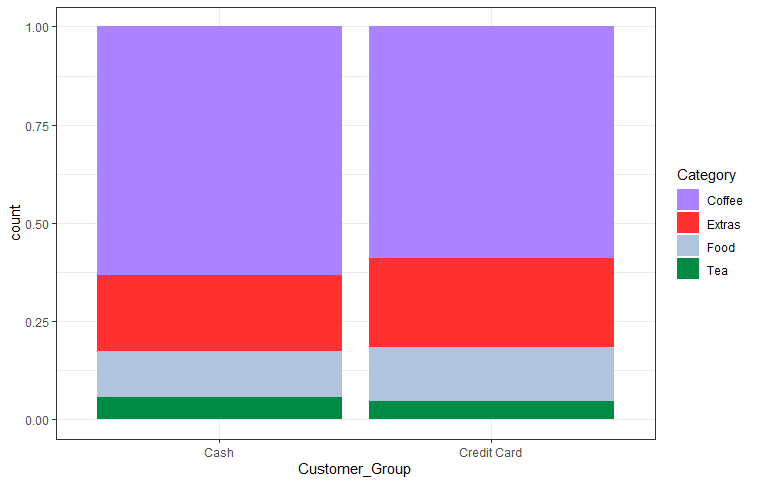 1.00
0.75
0.50
0.25
0.00
count
Cash
Credit Card
Customer_Group
Category
Coffee
Extras
Food
Tea